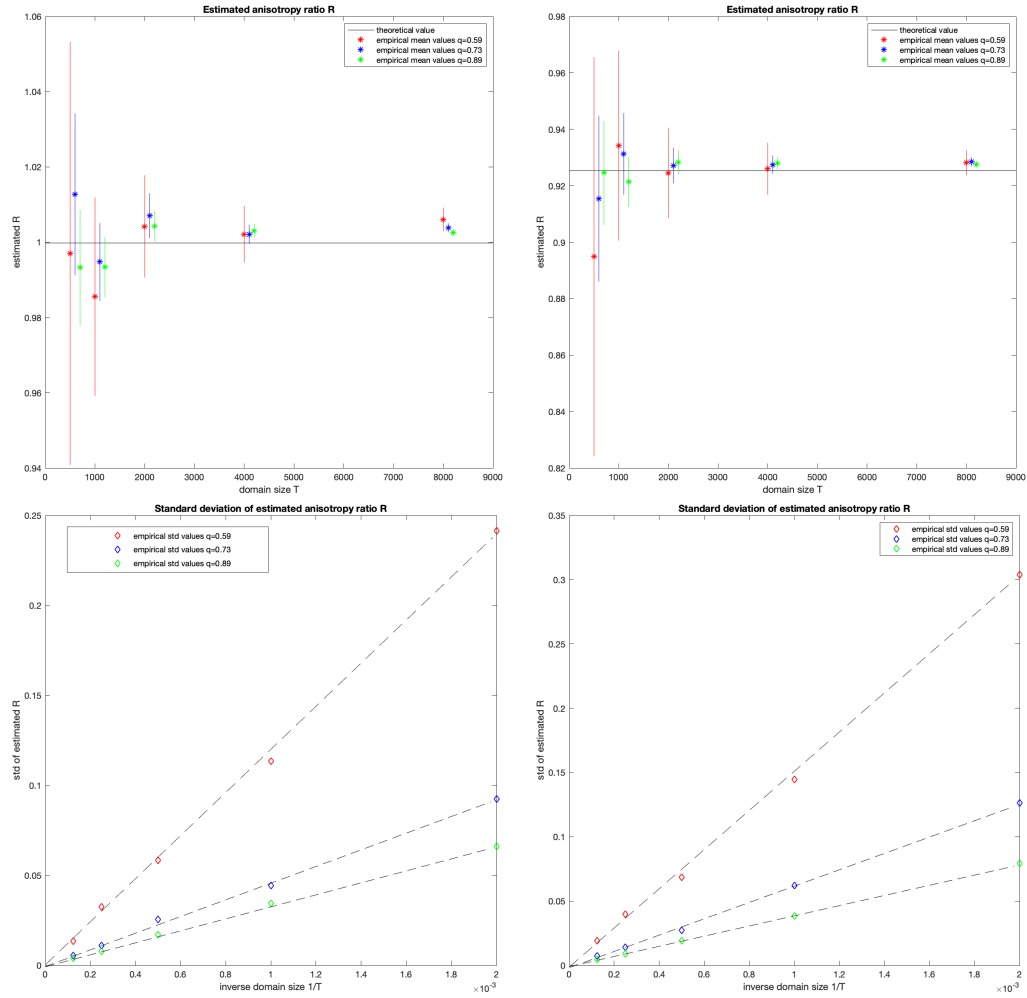 Estimated anisotropy ratio R
1.06
1.04
1.02
1
0.98
0.96
0.94
estimated R
theoretical value
empirical mean values q=0.59
empirical mean values q=0.73
empirical mean values q=0.89
0 1000 2000 3000 4000 5000 6000 7000 8000 9000
domain size T
Estimated anisotropy ratio R
0.98
0.96
0.94
0.92
0.9
0.88
0.86
0.84
0.82
estimated R
theoretical value
empirical mean values q=0.59
empirical mean values q=0.73
empirical mean values q=0.89
0 1000 2000 3000 4000 5000 6000 7000 8000 9000
domain size T
Standard deviation of estimated anisotropy ratio R
0.25
0.2
0.15
0.1
0.05
0
std of estimated R
empirical std values q=0.59
empirical std values q=0.73
empirical std values q=0.89
0 0.2 0.4 0.6 0.8 1 1.2 1.4 1.6 1.8 2
inverse domain size 1/T
×10⁻³
Standard deviation of estimated anisotropy ratio R
0.35
0.3
0.25
0.2
0.15
0.1
0.05
0
std of estimated R
empirical std values q=0.59
empirical std values q=0.73
empirical std values q=0.89
0 0.2 0.4 0.6 0.8 1 1.2 1.4 1.6 1.8 2
inverse domain size 1/T
×10⁻³